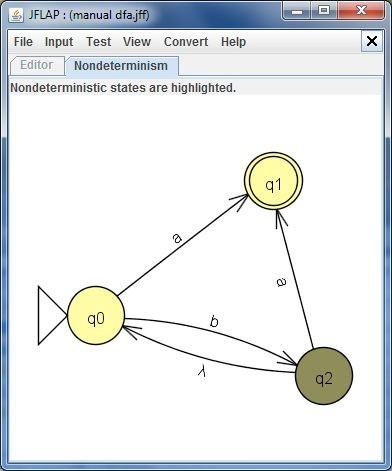 JFLAP : (manual dfa.jff)
File Input Test View Convert Help
Editor Nondeterminism
Nondeterministic states are highlighted.
q1
a
a
q0
b
λ
q2